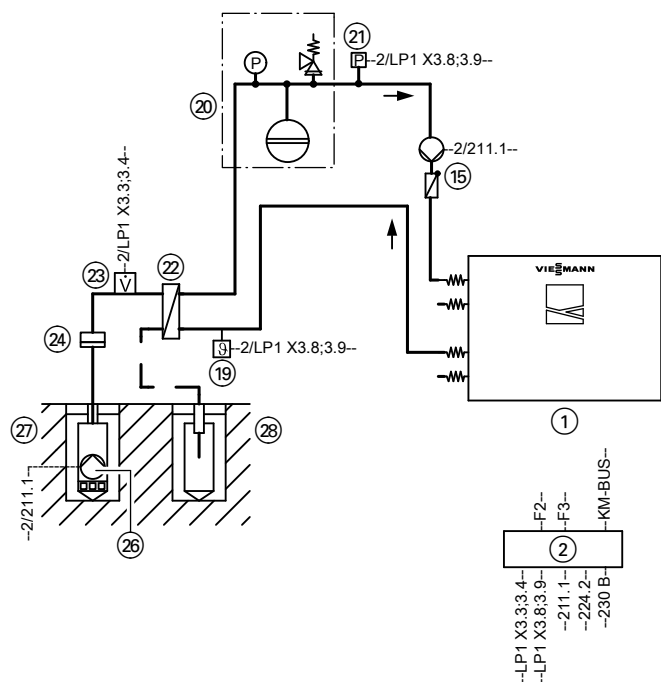 21
P
P
--2/LP1 X3.8;3.9--
20
--2/211.1--
15
--2/LP1 X3.3;3.4--
23
V
22
VIESMANN
24
ϑ
--2/LP1 X3.8;3.9--
19
27
28
1
--2/211.1--
26
--F2--
--F3--
--KM-BUS--
2
--LP1 X3.3;3.4--
--LP1 X3.8;3.9--
--211.1--
--224.2--
--230 B--